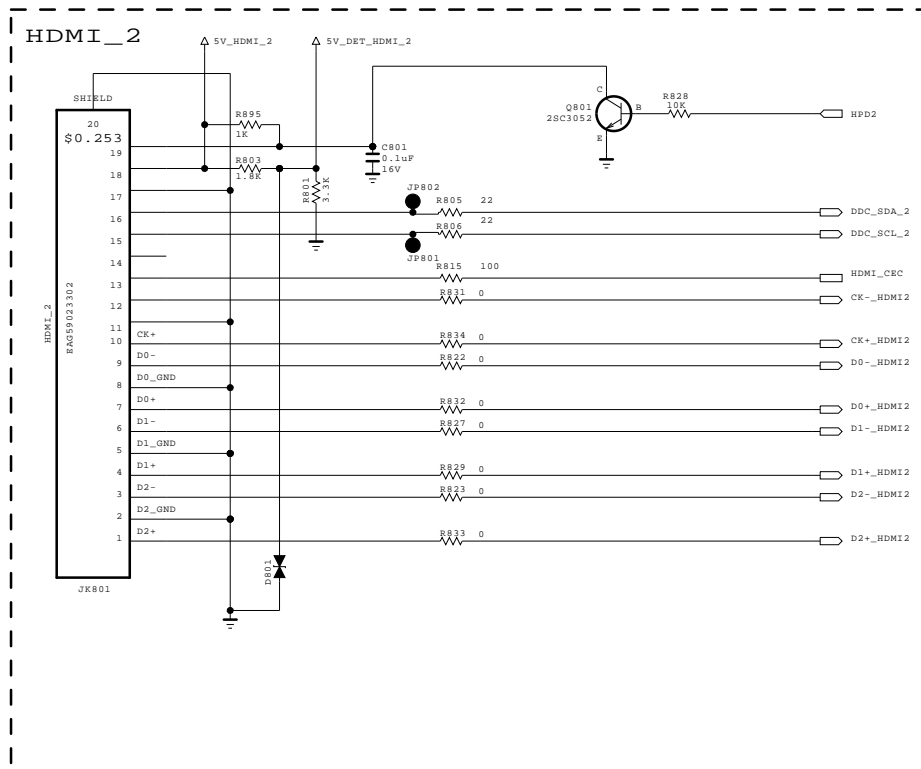 HDMI_2
5V_HDMI_2
5V_DET_HDMI_2
SHIELD
20
$0.253
R895
1K
C
Q801
2SC3052
B
E
R828
10K
HPD2
19
C801
0.1uF
16V
18
R803
1.8K
R801
3.3K
17
JP802
16
R805 22
DDC_SDA_2
15
R806 22
DDC_SCL_2
JP801
14
13
R815 100
HDMI_CEC
12
R831 0
CK-_HDMI2
HDMI_2
EAG59023302
11
10 CK+
R834 0
CK+_HDMI2
9 D0-
R822 0
D0-_HDMI2
8 D0_GND
7 D0+
R832 0
D0+_HDMI2
6 D1-
R827 0
D1-_HDMI2
5 D1_GND
4 D1+
R829 0
D1+_HDMI2
3 D2-
R823 0
D2-_HDMI2
2 D2_GND
1 D2+
R833 0
D2+_HDMI2
D801
JK801